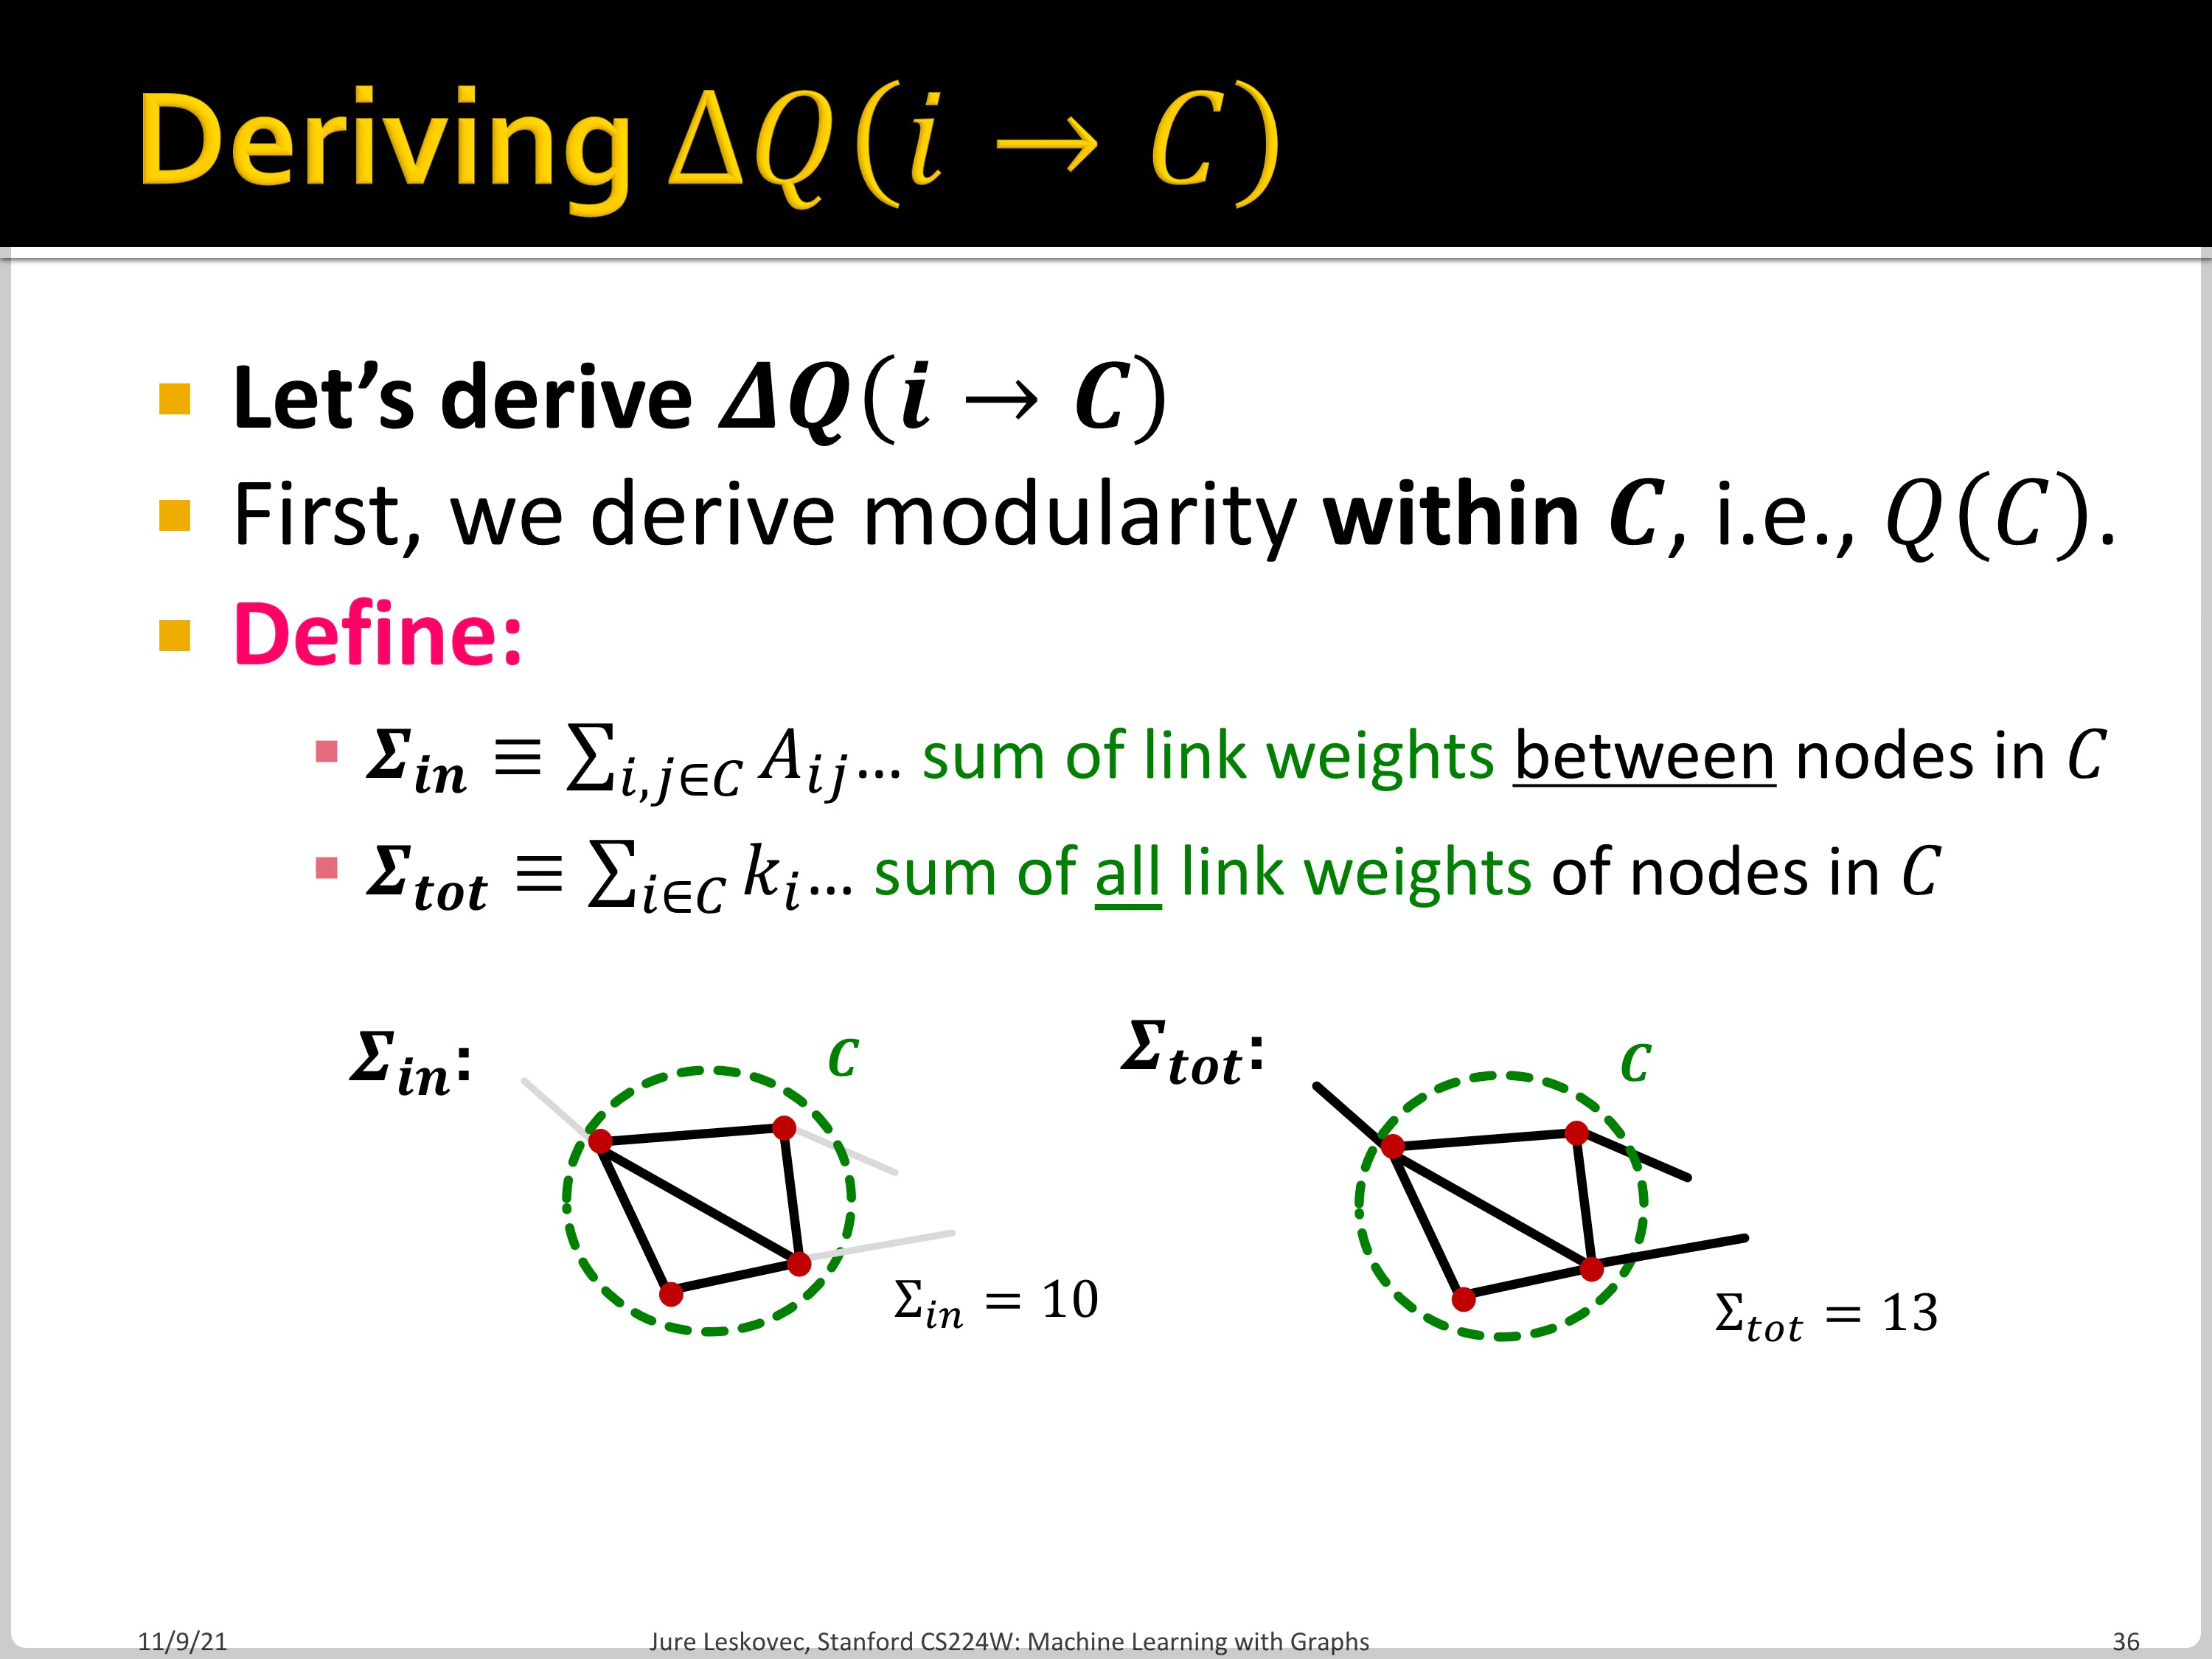 Deriving ΔQ(i → C)
Let’s derive ΔQ(i → C)
First, we derive modularity within C, i.e., Q(C).
Define:
Σin ≡ ∑i,j∈C Aij… sum of link weights between nodes in C
Σtot ≡ ∑i∈C ki… sum of all link weights of nodes in C
Σin: C Σtot: C
Σin = 10 Σtot = 13
11/9/21 Jure Leskovec, Stanford CS224W: Machine Learning with Graphs 36